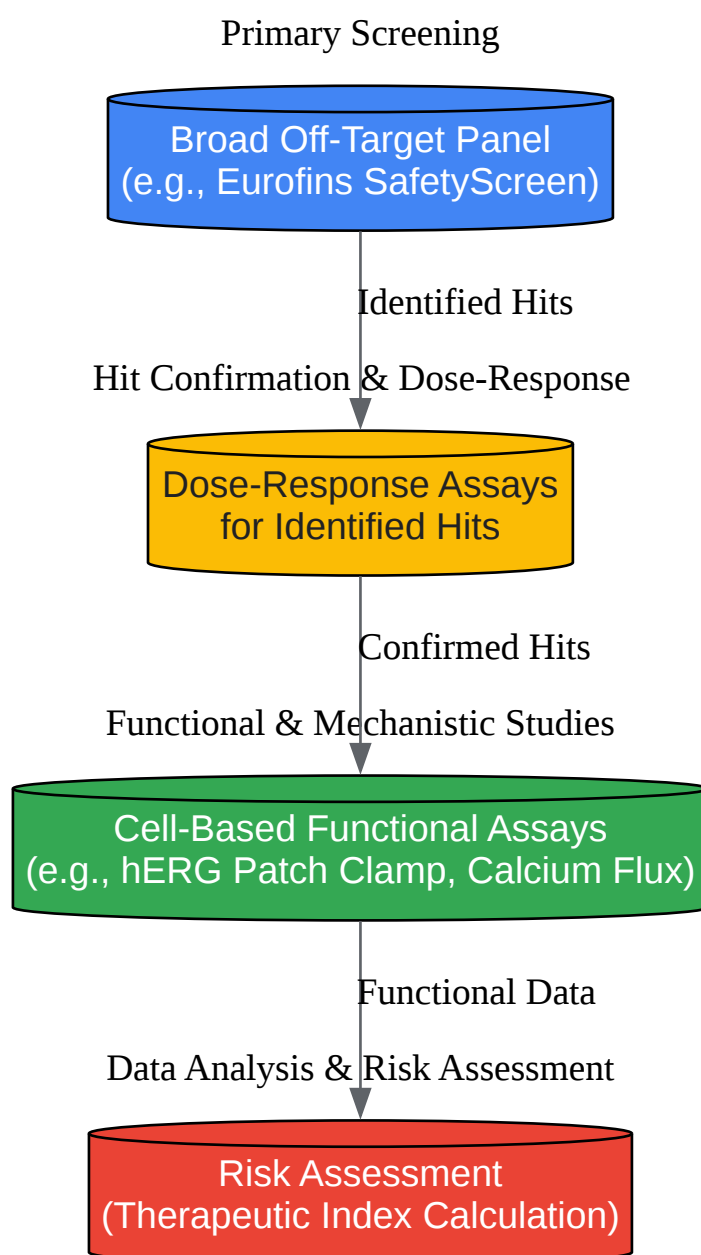 Primary Screening
Broad Off-Target Panel
(e.g., Eurofins SafetyScreen)
Identified Hits
Hit Confirmation & Dose-Response
Dose-Response Assays
for Identified Hits
Confirmed Hits
Functional & Mechanistic Studies
Cell-Based Functional Assays
(e.g., hERG Patch Clamp, Calcium Flux)
Functional Data
Data Analysis & Risk Assessment
Risk Assessment
(Therapeutic Index Calculation)